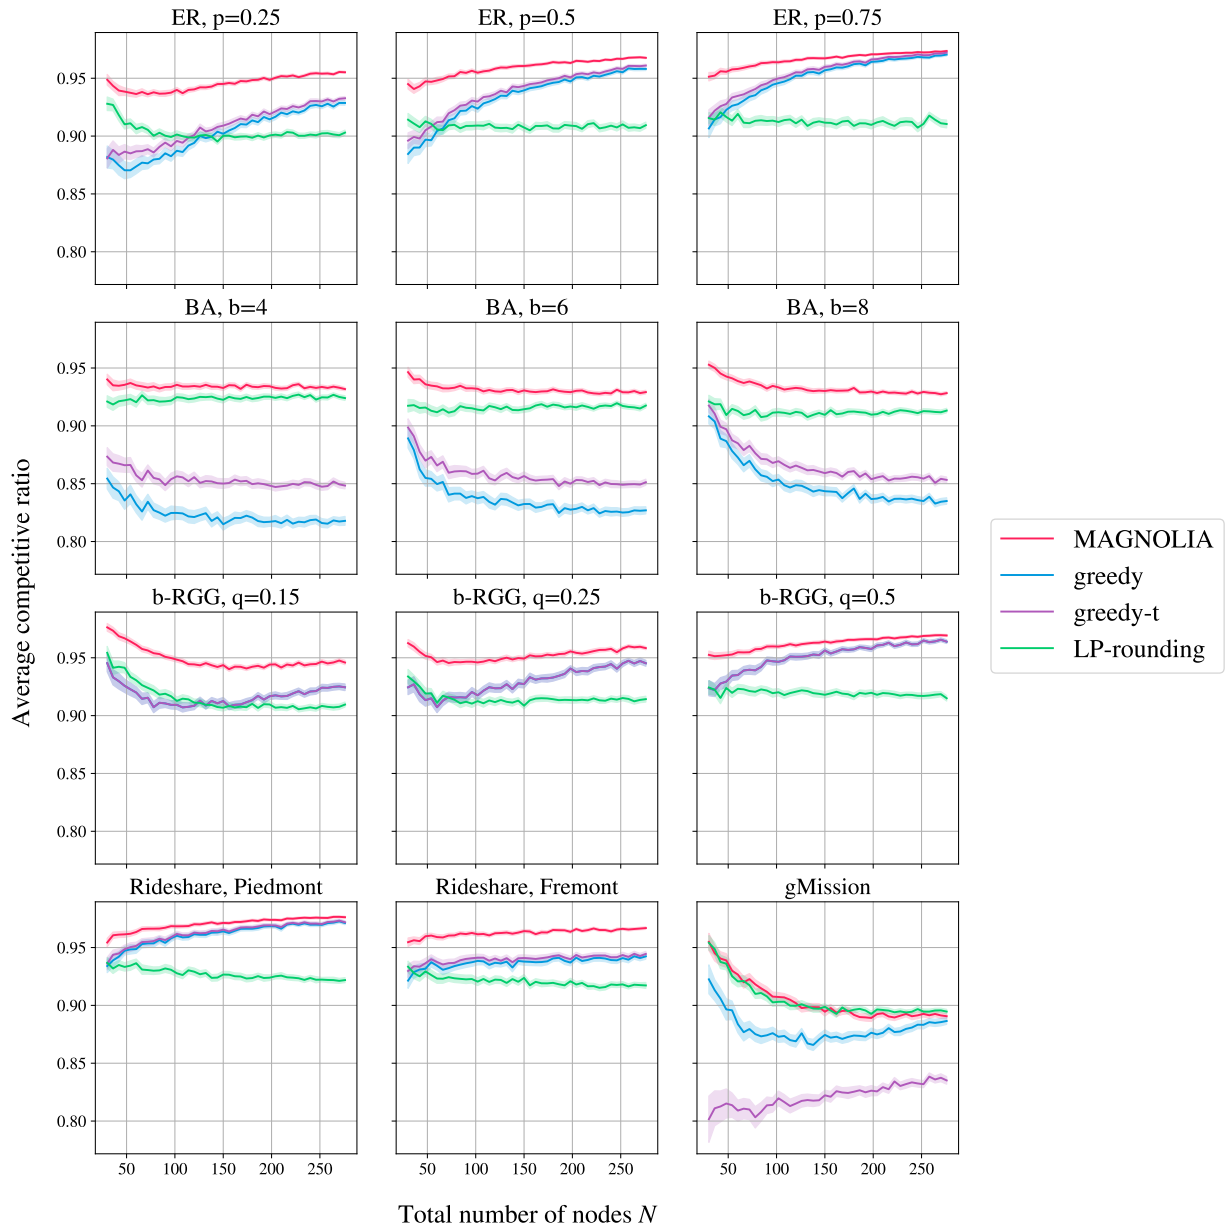 ER, p=0.25
ER, p=0.5
ER, p=0.75
0.95
0.90
0.85
0.80
BA, b=4
BA, b=6
BA, b=8
0.95
0.90
0.85
0.80
b-RGG, q=0.15
b-RGG, q=0.25
b-RGG, q=0.5
0.95
0.90
0.85
0.80
Rideshare, Piedmont
Rideshare, Fremont
gMission
0.95
0.90
0.85
0.80
50 100 150 200 250
50 100 150 200 250
50 100 150 200 250
Average competitive ratio
Total number of nodes N
MAGNOLIA
greedy
greedy-t
LP-rounding